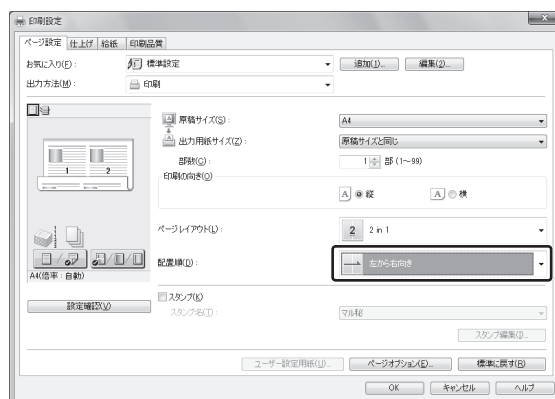 印刷設定
ページ設定 仕上げ 給紙 印刷品質
お気に入り(F): 標準設定 追加(1)... 編集(2)...
出力方法(M): 印刷
原稿サイズ(S): A4
出力用紙サイズ(Z): 原稿サイズと同じ
部数(C): 1 部 (1～99)
印刷の向き(O)
A 縦 A 横
1 2
ページレイアウト(L): 2 2 in 1
配置順(D): 左から右向き
A4(倍率：自動)
設定確認(V)
スタンプ(K)
スタンプ名(T): マル秘
スタンプ編集(I)...
ユーザー設定用紙(U)... ページオプション(E)... 標準に戻す(R)
OK キャンセル ヘルプ